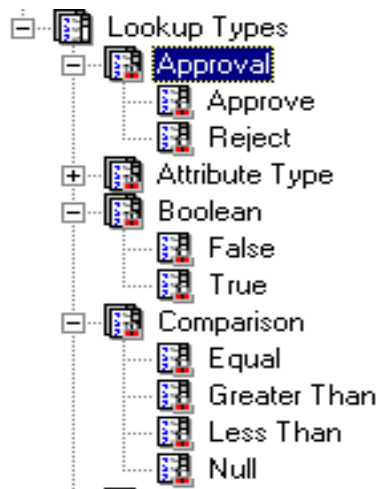 Lookup Types
Approval
Approve
Reject
Attribute Type
Boolean
False
True
Comparison
Equal
Greater Than
Less Than
Null